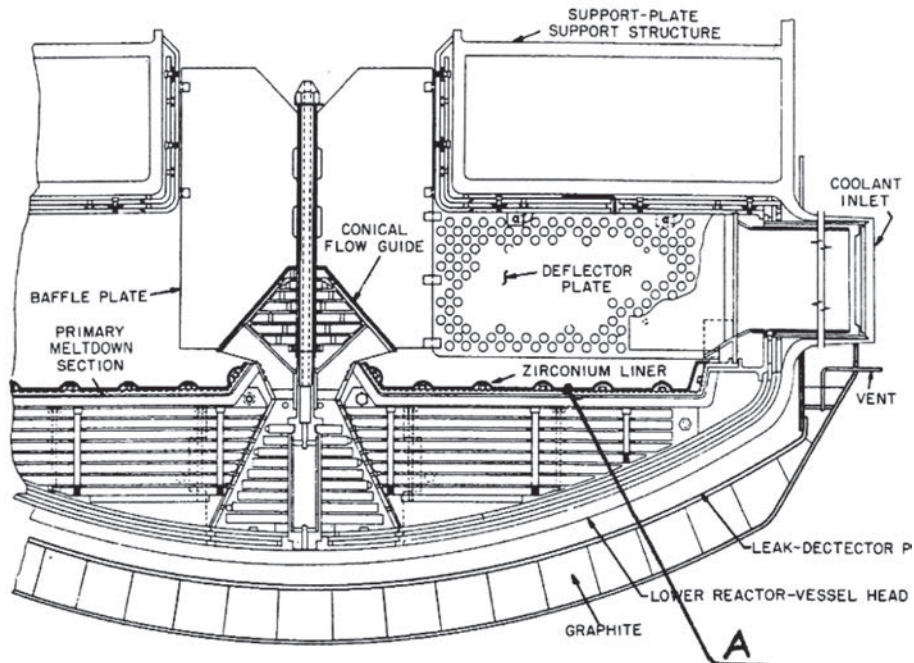 SUPPORT-PLATE
SUPPORT STRUCTURE
COOLANT
INLET
CONICAL
FLOW GUIDE
DEFLECTOR
PLATE
BAFFLE PLATE
PRIMARY
MELTDOWN
SECTION
ZIRCONIUM LINER
VENT
LEAK-DECTECTOR P
LOWER REACTOR-VESSEL HEAD
GRAPHITE
A